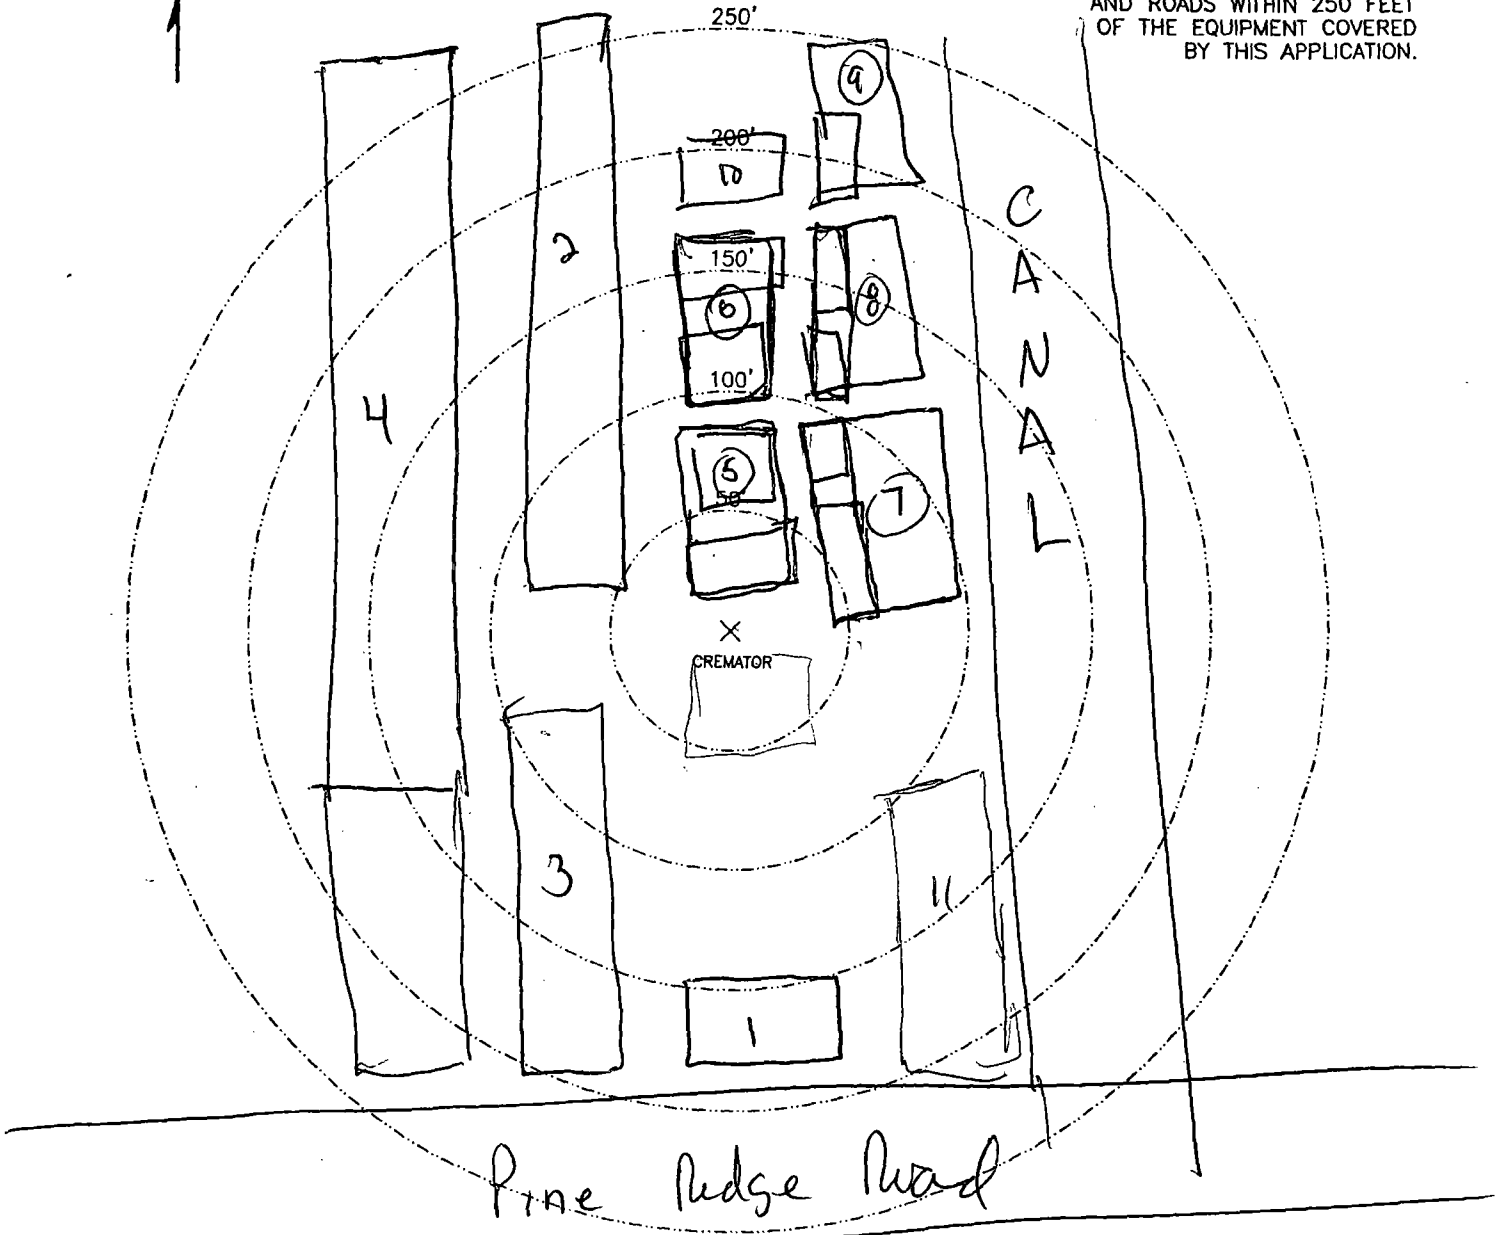 AND ROADS WITHIN 250 FEET
OF THE EQUIPMENT COVERED
BY THIS APPLICATION.
250'
9
200'
10
CANAL
2
150'
6
8
100'
4
5
50'
7
CREMATOR
3
11
1
Pine Ridge Road